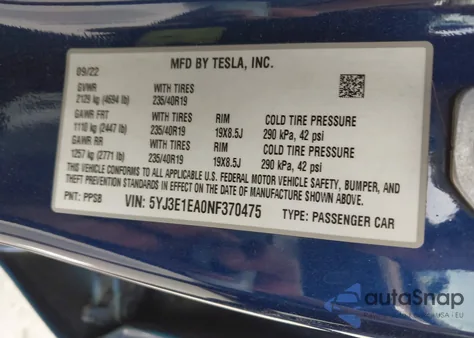 MFD BY TESLA, INC.
09/22
GVWR WITH TIRES
2129 kg (4694 lb) 235/40R19
GAWR FRT WITH TIRES RIM COLD TIRE PRESSURE
1110 kg (2447 lb) 235/40R19 19X8.5J 290 kPa, 42 psi
GAWR RR WITH TIRES RIM COLD TIRE PRESSURE
1257 kg (2771 lb) 235/40R19 19X8.5J 290 kPa, 42 psi
THIS VEHICLE CONFORMS TO ALL APPLICABLE U.S. FEDERAL MOTOR VEHICLE SAFETY, BUMPER, AND
THEFT PREVENTION STANDARDS IN EFFECT ON THE DATE OF MANUFACTURE SHOWN ABOVE.
PNT: PPSB VIN: 5YJ3E1EA0NF370475 TYPE: PASSENGER CAR
autoSnap
USA - EU